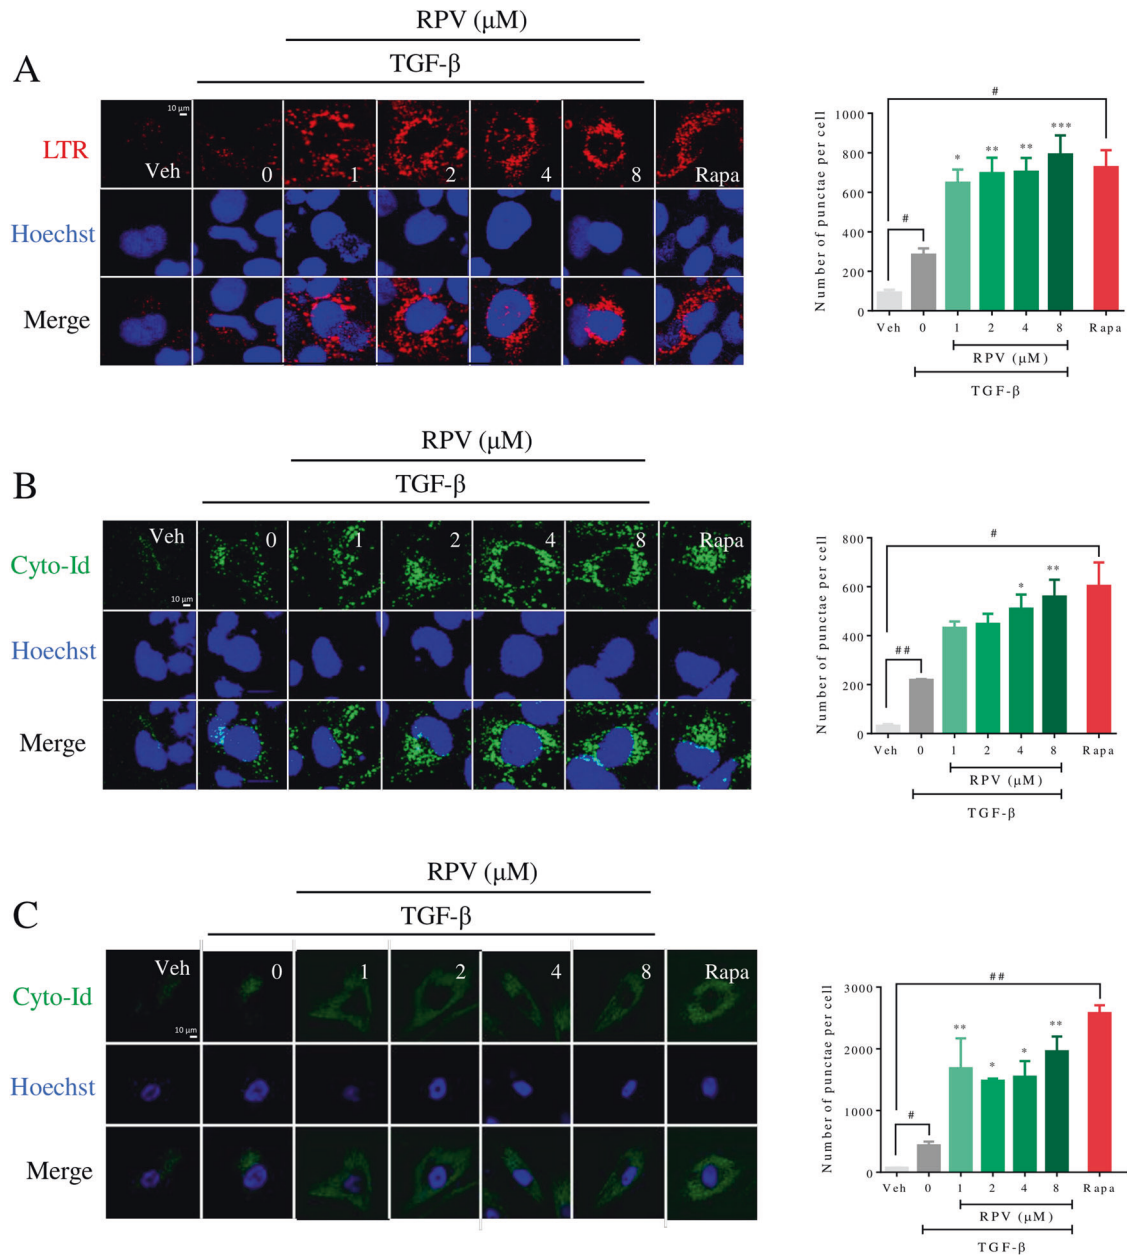 RPV (μM)
TGF-β
A
10 μm
LTR
Veh
0
1
2
4
8
Rapa
Hoechst
Merge
#
1000
800
600
400
200
0
Number of punctae per cell
#
*
**
**
***
Veh
0
1
2
4
8
Rapa
RPV (μM)
TGF-β
RPV (μM)
B
TGF-β
Veh
0
1
2
4
8
Rapa
Cyto-Id
10 μm
Hoechst
Merge
#
800
600
400
200
0
Number of punctae per cell
##
*
**
Veh
0
1
2
4
8
Rapa
RPV (μM)
TGF-β
RPV (μM)
C
TGF-β
Veh
0
1
2
4
8
Rapa
Cyto-Id
10 μm
Hoechst
Merge
##
3000
2000
1000
0
Number of punctae per cell
#
**
*
*
**
Veh
0
1
2
4
8
Rapa
RPV (μM)
TGF-β